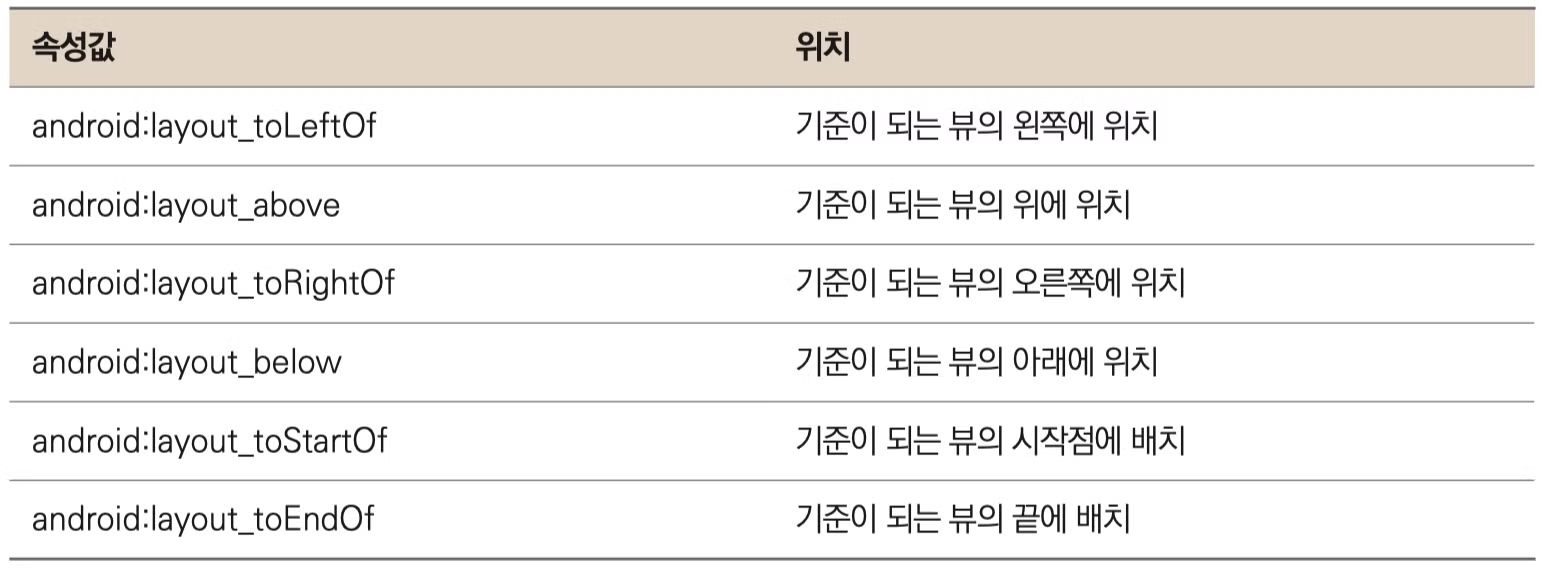 속성값 위치
android:layout_toLeftOf 기준이 되는 뷰의 왼쪽에 위치
android:layout_above 기준이 되는 뷰의 위에 위치
android:layout_toRightOf 기준이 되는 뷰의 오른쪽에 위치
android:layout_below 기준이 되는 뷰의 아래에 위치
android:layout_toStartOf 기준이 되는 뷰의 시작점에 배치
android:layout_toEndOf 기준이 되는 뷰의 끝에 배치